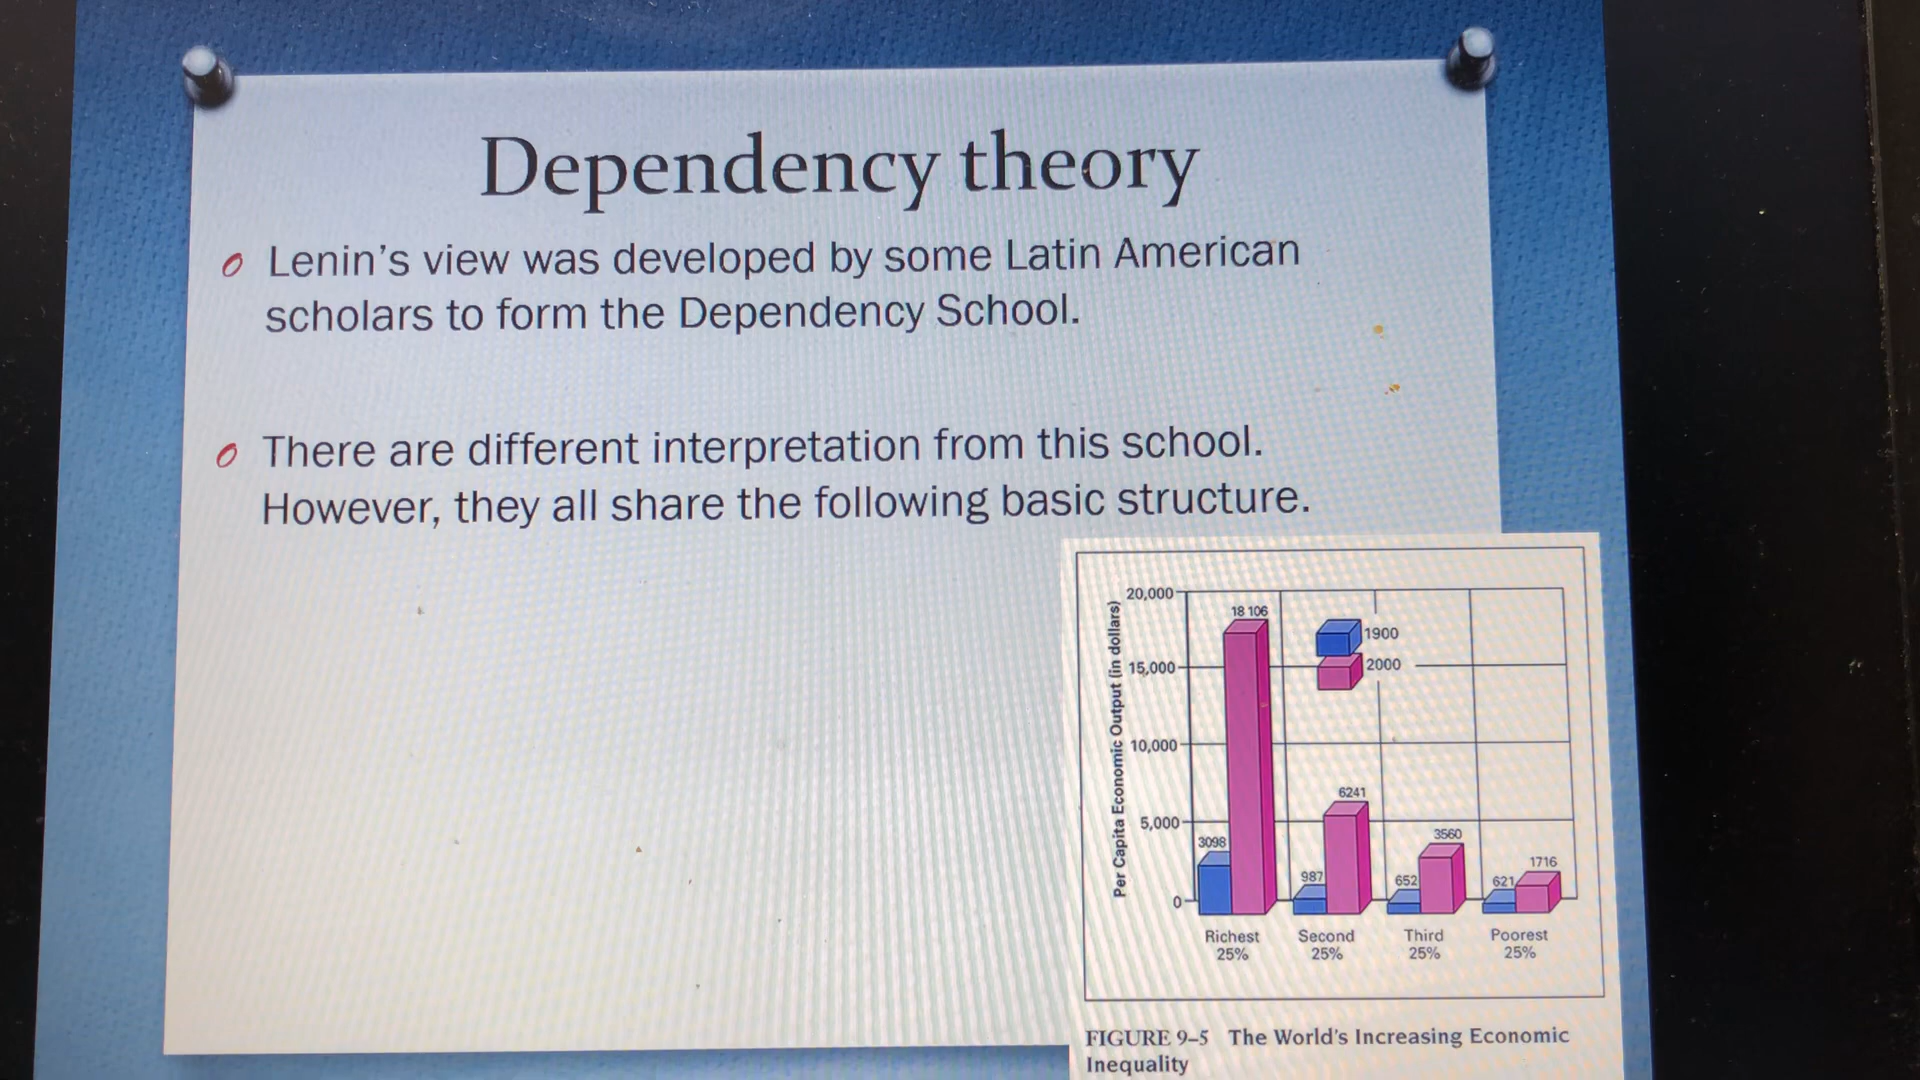 Dependency theory
Lenin's view was developed by some Latin American
scholars to form the Dependency School.
There are different interpretation from this school.
However, they all share the following basic structure.
Per Capita Economic Output (in dollars)
20,000
15,000
10,000
5,000
0
1900
2000
3098
18 106
987
6241
652
3560
621
1716
Richest
25%
Second
25%
Third
25%
Poorest
25%
FIGURE 9–5 The World's Increasing Economic
Inequality